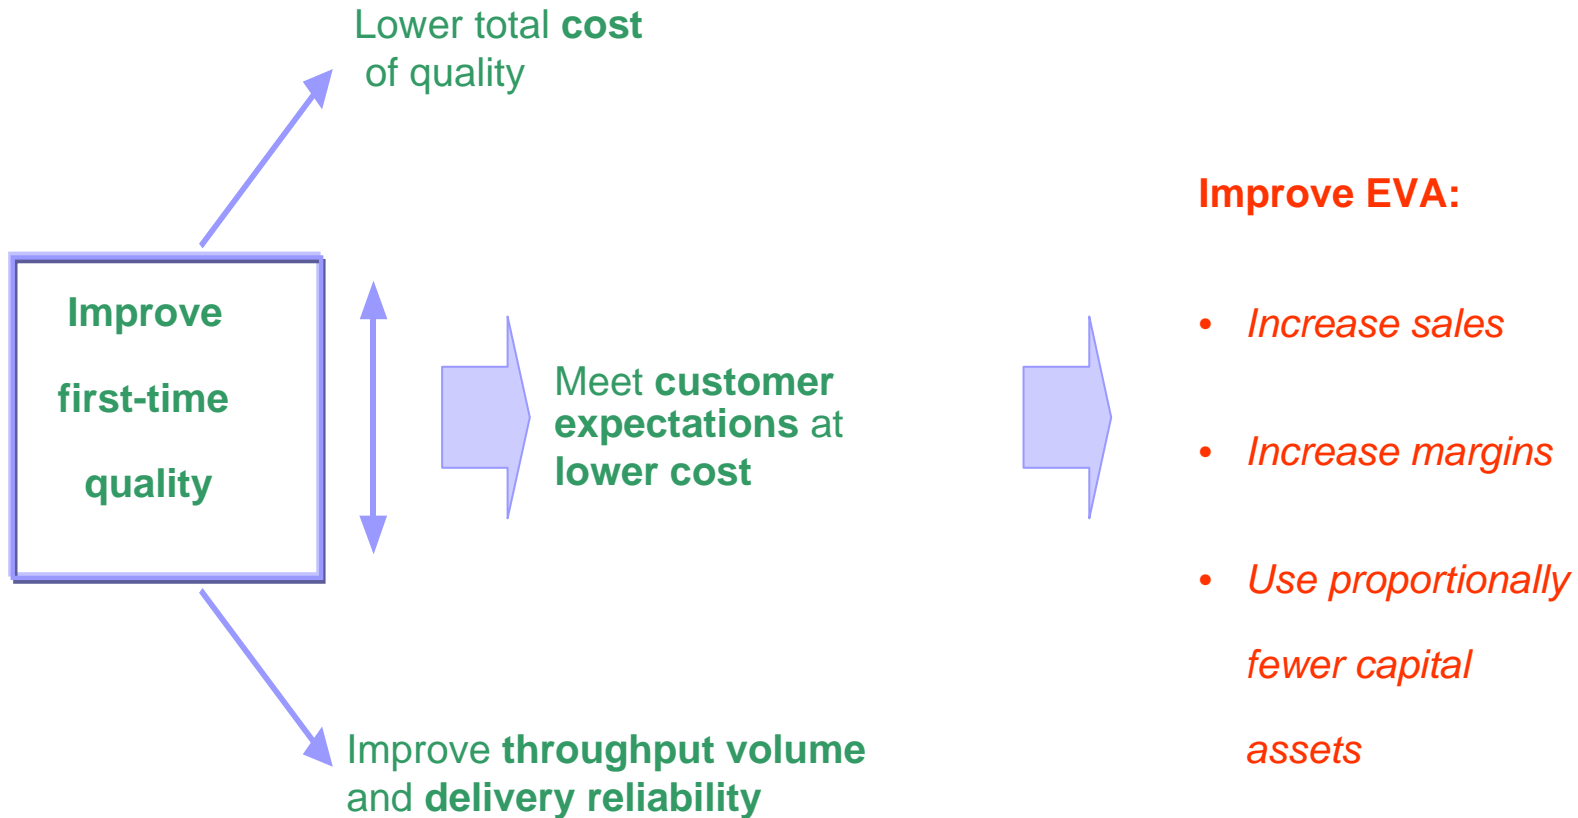 Lower total cost
of quality
Improve
first-time
quality
Meet customer
expectations at
lower cost
Improve throughput volume
and delivery reliability
Improve EVA:
• Increase sales
• Increase margins
• Use proportionally
fewer capital
assets